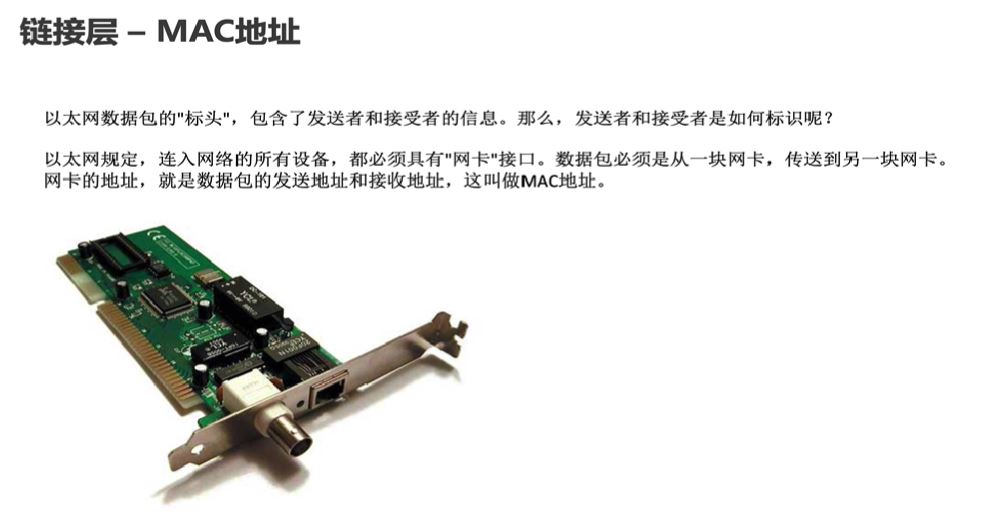 链接层 – MAC地址
以太网数据包的"标头"，包含了发送者和接受者的信息。那么，发送者和接受者是如何标识呢？
以太网规定，连入网络的所有设备，都必须具有"网卡"接口。数据包必须是从一块网卡，传送到另一块网卡。
网卡的地址，就是数据包的发送地址和接收地址，这叫做MAC地址。
YCL